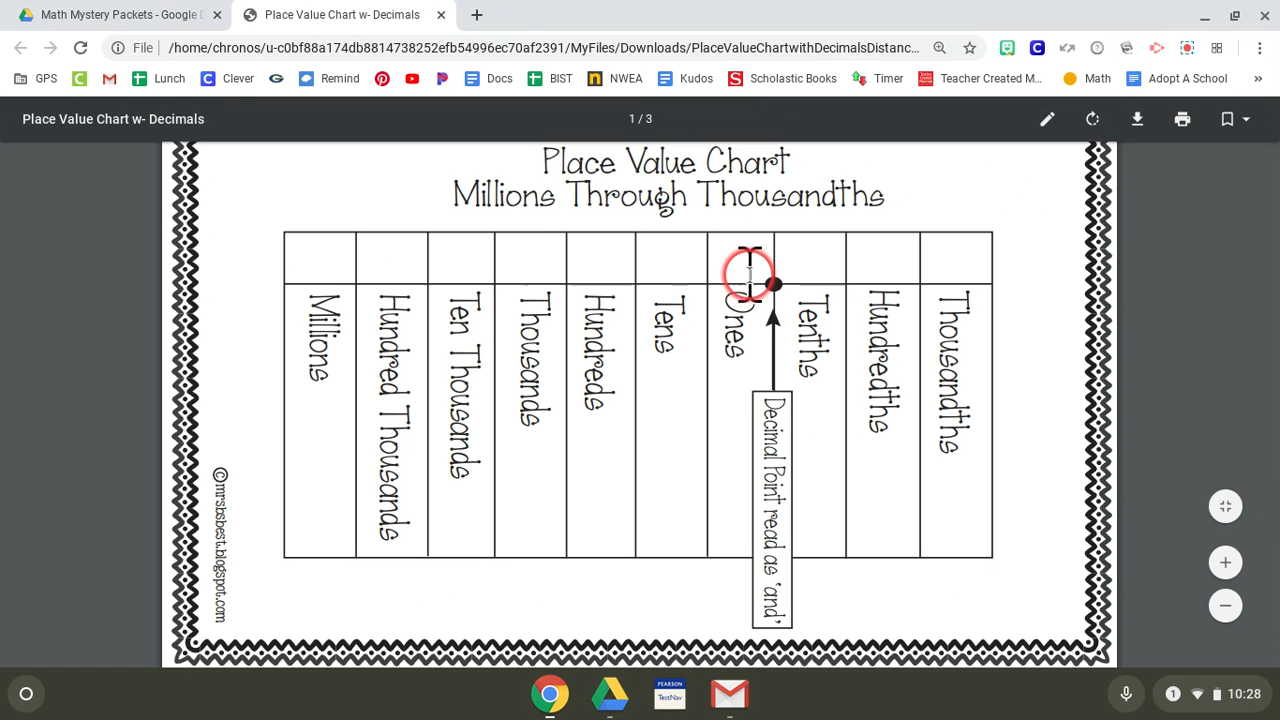 Math Mystery Packets - Google D
Place Value Chart w- Decimals
File
/home/chronos/u-c0bf88a174db8814738252efb54996ec70af2391/MyFiles/Downloads/PlaceValueChartwithDecimalsDistanc...
GPS
Lunch
Clever
Remind
Docs
BIST
NWEA
Kudos
Scholastic Books
Timer
Teacher Created M...
Math
Adopt A School
»
Place Value Chart w- Decimals
1 / 3
Place Value Chart
Millions Through Thousandths
Millions
Hundred Thousands
Ten Thousands
Thousands
Hundreds
Tens
Ones
Tenths
Hundredths
Thousandths
Decimal Point read as 'and'
©mrsbsbest.blogspot.com
PEARSON
TestNav
1
10:28